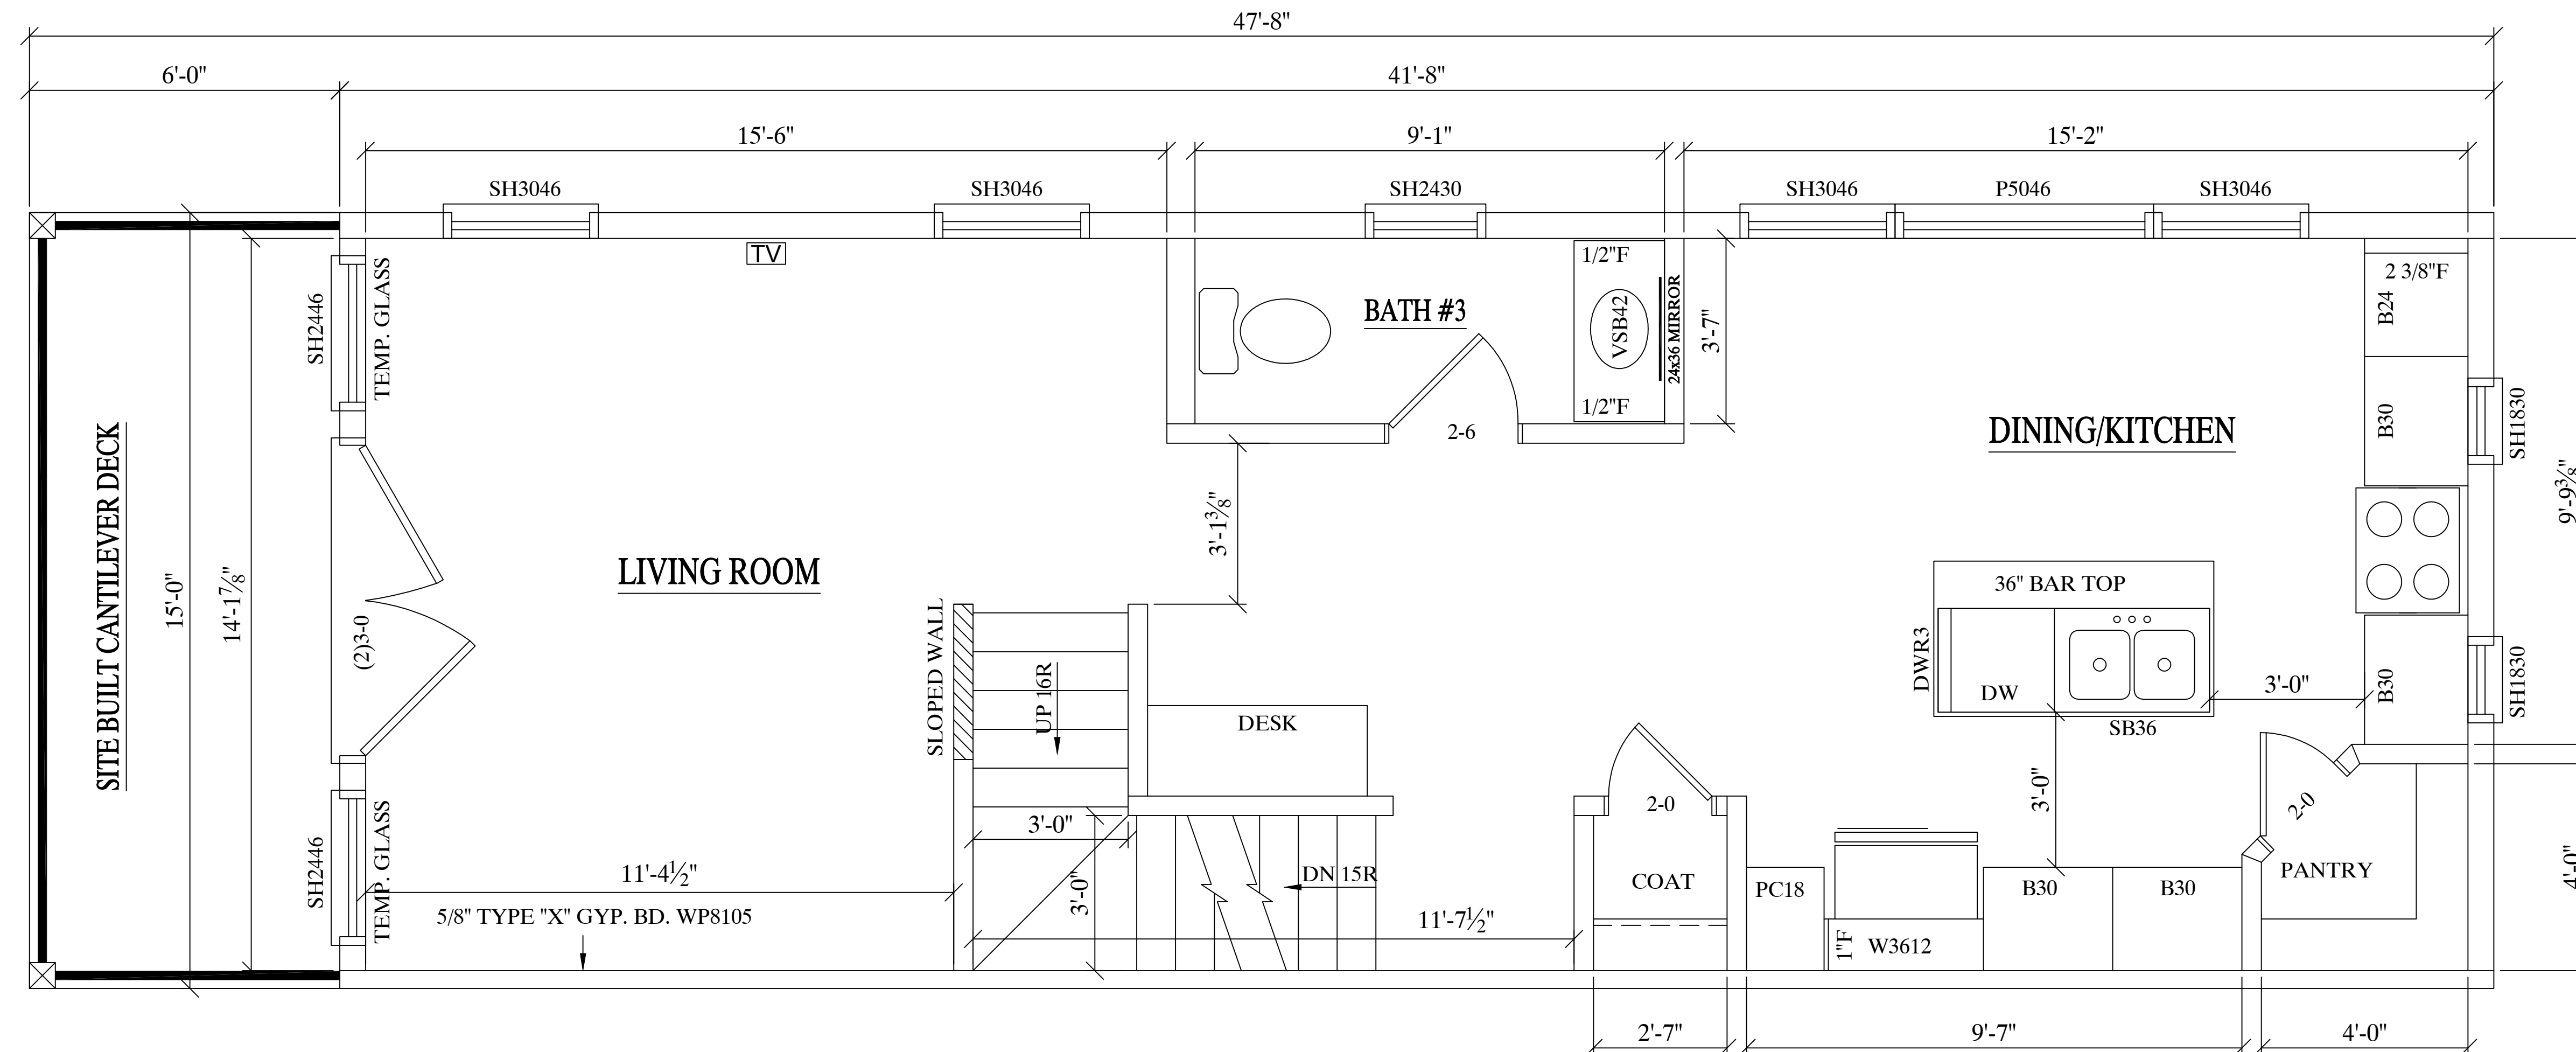 47'-8"
6'-0"
41'-8"
15'-6"
9'-1"
15'-2"
SH3046
SH3046
SH2430
SH3046
P5046
SH3046
TV
1/2"F
2 3/8"F
SH2446
TEMP. GLASS
BATH #3
VSB42
24x36 MIRROR
3'-7"
B24
1/2"F
2-6
DINING/KITCHEN
B30
SH1830
9'-9 3/8"
SITE BUILT CANTILEVER DECK
15'-0"
14'-1 7/8"
(2)3-0
LIVING ROOM
3'-1 3/8"
SLOPED WALL
UP 16R
DESK
36" BAR TOP
DWR3
DW
SB36
3'-0"
B30
SH1830
3'-0"
2-0
2-0
SH2446
TEMP. GLASS
11'-4 1/2"
5/8" TYPE "X" GYP. BD. WP8105
3'-0"
3'-0"
DN 15R
11'-7 1/2"
COAT
PC18
1"F
W3612
B30
B30
PANTRY
4'-0"
2'-7"
9'-7"
4'-0"